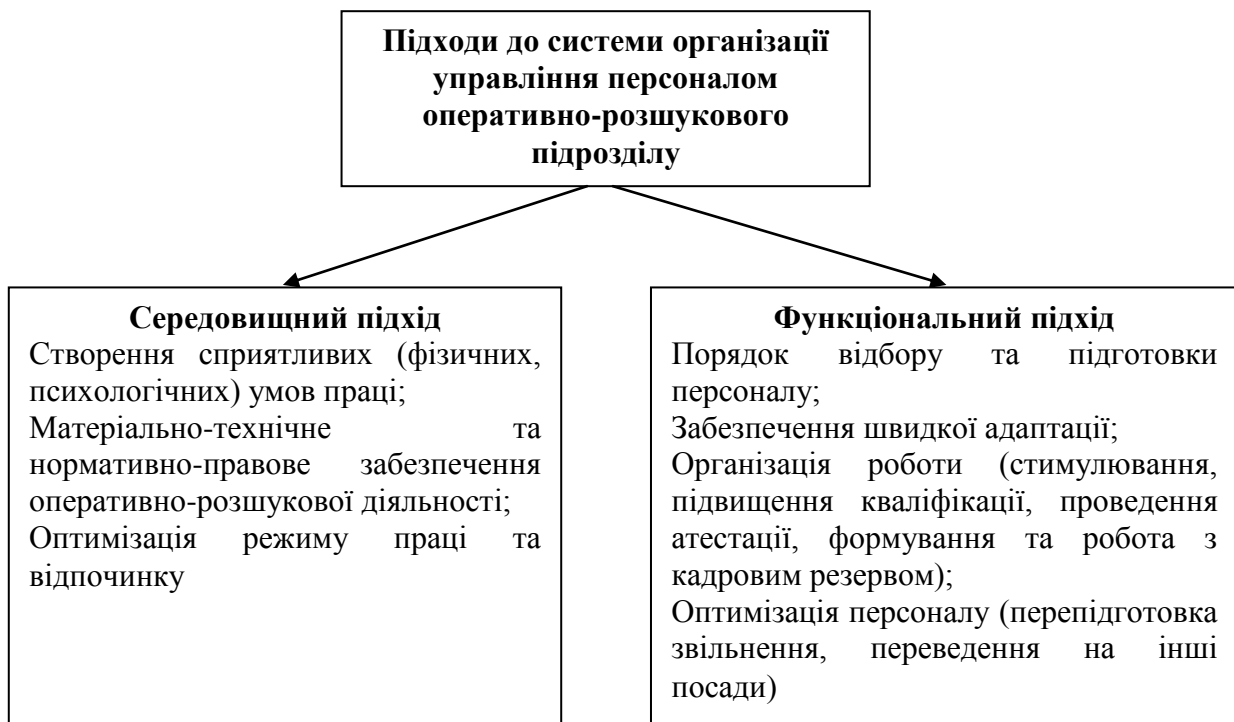 Підходи до системи організації
управління персоналом
оперативно-розшукового
підрозділу
Середовищний підхід
Створення сприятливих (фізичних,
психологічних) умов праці;
Матеріально-технічне та
нормативно-правове забезпечення
оперативно-розшукової діяльності;
Оптимізація режиму праці та
відпочинку
Функціональний підхід
Порядок відбору та підготовки
персоналу;
Забезпечення швидкої адаптації;
Організація роботи (стимулювання,
підвищення кваліфікації, проведення
атестації, формування та робота з
кадровим резервом);
Оптимізація персоналу (перепідготовка
звільнення, переведення на інші
посади)